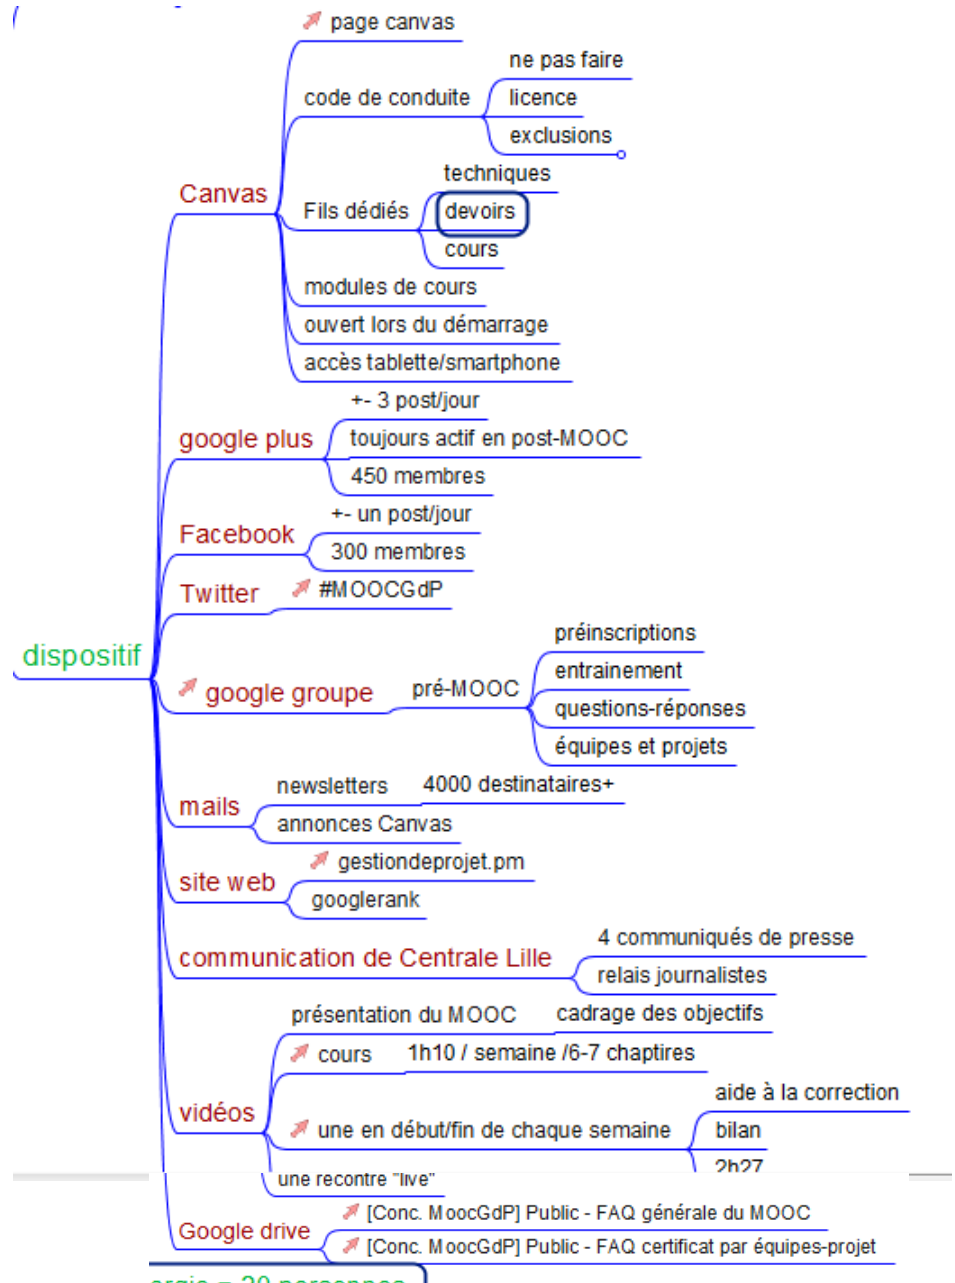 page canvas
ne pas faire
code de conduite
licence
exclusions
techniques
Canvas
Fils dédiés
devoirs
cours
modules de cours
ouvert lors du démarrage
accès tablette/smartphone
+- 3 post/jour
google plus
toujours actif en post-MOOC
450 membres
+- un post/jour
Facebook
300 membres
Twitter
#MOOCGdP
dispositif
google groupe
pré-MOOC
préinscriptions
entrainement
questions-réponses
équipes et projets
mails
newsletters
4000 destinataires+
annonces Canvas
site web
gestiondeprojet.pm
googlerank
communication de Centrale Lille
4 communiqués de presse
relais journalistes
vidéos
présentation du MOOC
cadrage des objectifs
cours
1h10 / semaine /6-7 chaptires
une en début/fin de chaque semaine
aide à la correction
bilan
2h27
une recontre "live"
Google drive
[Conc. MoocGdP] Public - FAQ générale du MOOC
[Conc. MoocGdP] Public - FAQ certificat par équipes-projet